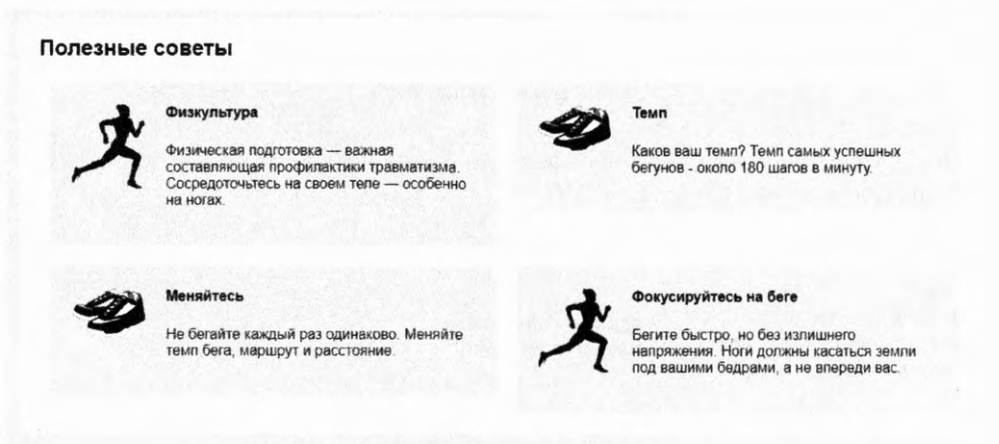 Полезные советы
Физкультура
Физическая подготовка — важная
составляющая профилактики травматизма.
Сосредоточьтесь на своем теле — особенно
на ногах.
Темп
Каков ваш темп? Темп самых успешных
бегунов - около 180 шагов в минуту.
Меняйтесь
Не бегайте каждый раз одинаково. Меняйте
темп бега, маршрут и расстояние.
Фокусируйтесь на беге
Бегите быстро, но без излишнего
напряжения. Ноги должны касаться земли
под вашими бедрами, а не впереди вас.